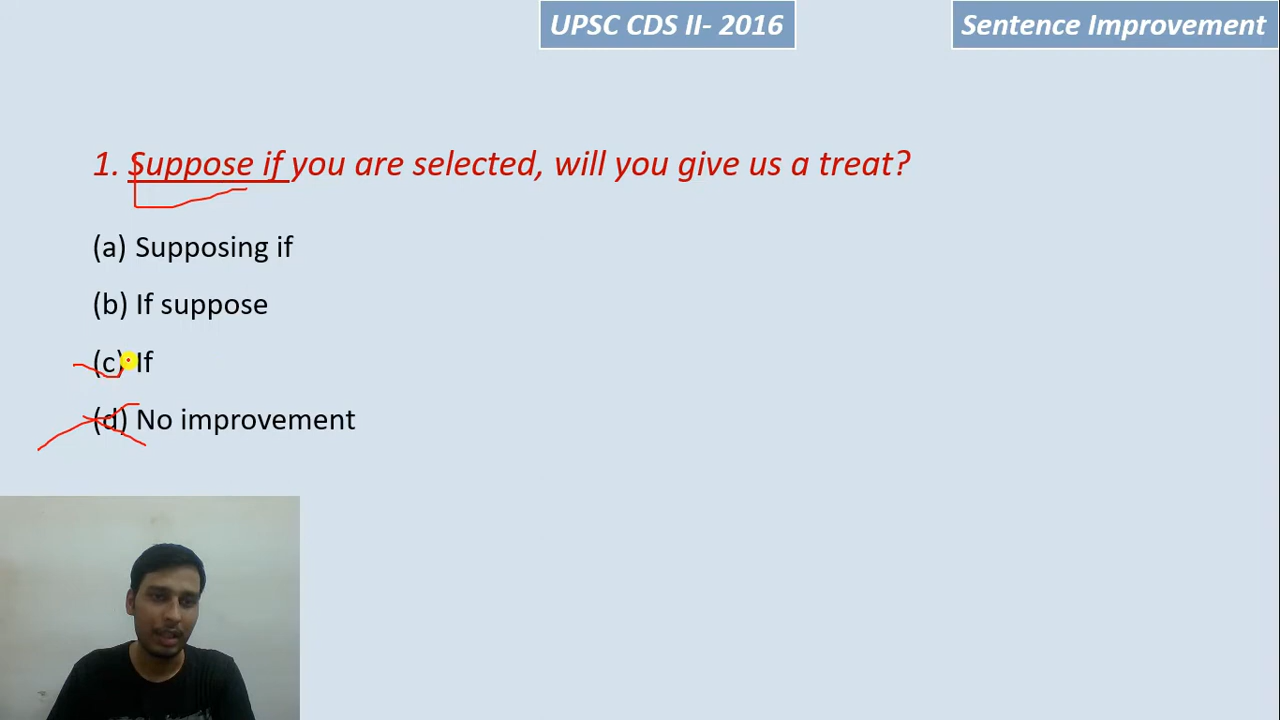 UPSC CDS II- 2016
Sentence Improvement
1. Suppose if you are selected, will you give us a treat?
(a) Supposing if
(b) If suppose
(c) If
(d) No improvement